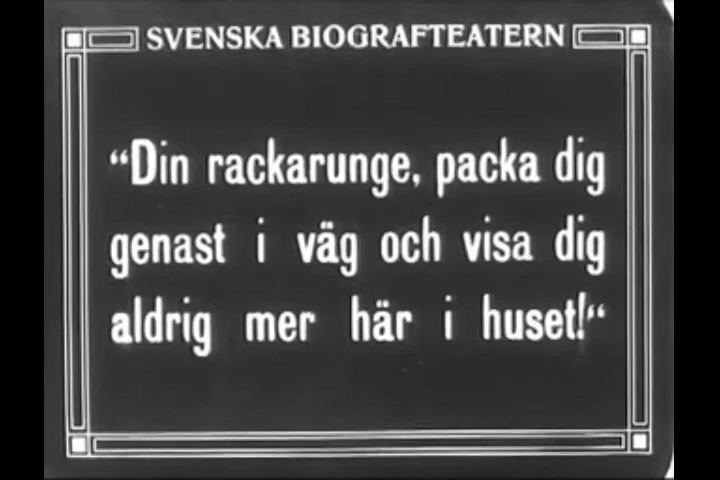 SVENSKA BIOGRAFTEATERN
“Din rackarunge, packa dig
genast i väg och visa dig
aldrig mer här i huset!“